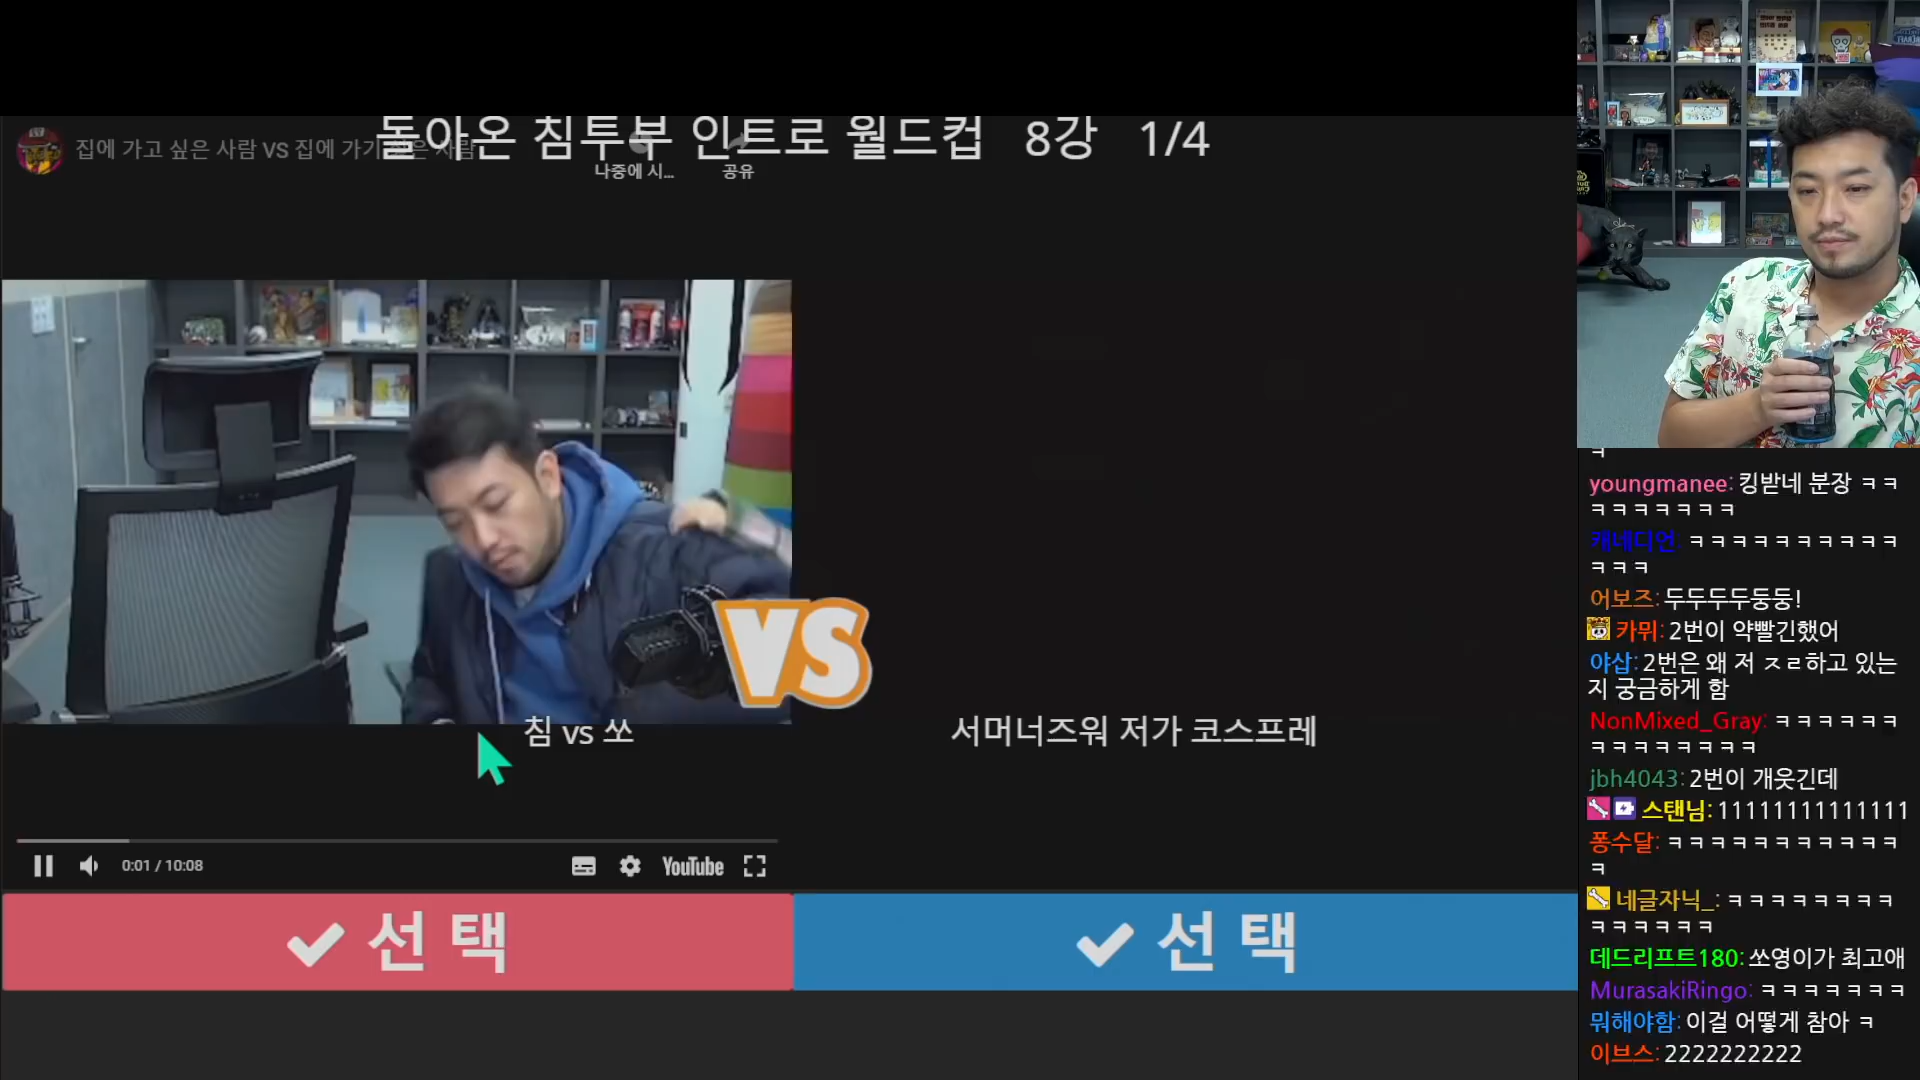 돌아온 침투부 인트로 월드컵 8강 1/4
집에 가고 싶은 사람 vs 집에 가기 싫은 사람
나중에 시...
공유
VS
침 vs 쏘
서머너즈워 저가 코스프레
0:01 / 10:08
YouTube
선 택
선 택
ㅋ
youngmanee: 킹받네 분장 ㅋㅋ
ㅋㅋㅋㅋㅋㅋㅋ
캐네디언: ㅋㅋㅋㅋㅋㅋㅋㅋㅋㅋ
ㅋㅋㅋ
어보즈: 두두두두둥둥!
카뮈: 2번이 약빨긴했어
야삽: 2번은 왜 저 ㅈㄹ하고 있는
지 궁금하게 함
NonMixed_Gray: ㅋㅋㅋㅋㅋㅋ
ㅋㅋㅋㅋㅋㅋㅋㅋ
jbh4043: 2번이 개웃긴데
스탠님: 11111111111111
퐁수달: ㅋㅋㅋㅋㅋㅋㅋㅋㅋㅋㅋ
ㅋ
네글자닉_: ㅋㅋㅋㅋㅋㅋㅋㅋ
ㅋㅋㅋㅋㅋㅋ
데드리프트180: 쏘영이가 최고애
MurasakiRingo: ㅋㅋㅋㅋㅋㅋㅋ
뭐해야함: 이걸 어떻게 참아 ㅋ
이브스: 2222222222